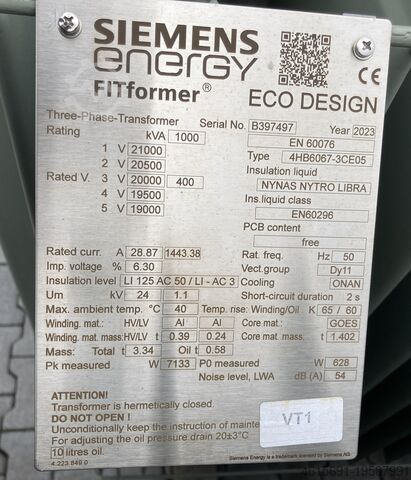 SIEMENS
energy
FITformer®
CE
ECO DESIGN
Three-Phase-Transformer Serial No. B397497 Year 2023
Rating kVA 1000 EN 60076
1 V 21000 Type 4HB6067-3CE05
2 V 20500 Insulation liquid
Rated V. 3 V 20000 400 NYNAS NYTRO LIBRA
4 V 19500 Ins.liquid class
5 V 19000 EN60296
PCB content
free
Rated curr. A 28.87 1443.38 Rat. freq. Hz 50
Imp. voltage % 6.30 Vect.group Dy11
Insulation level LI 125 AC 50 / LI - AC 3 Cooling ONAN
Um kV 24 1.1 Short-circuit duration 2 s
Max. ambient temp. °C 40 Temp. rise: Winding/Oil K 65 / 60
Winding. mat.: HV/LV Al Al Core mat.: GOES
Winding. mat. mass: HV/LV t 0.39 0.24 Core mat. mass: t 1.402
Mass: Total t 3.34 Oil t 0.58
Pk measured W 7133 P0 measured W 628
Noise level, LWA dB (A) 54
ATTENTION!
Transformer is hermetically closed.
DO NOT OPEN !
Unconditionally keep the instruction of mainte
For adjusting the oil pressure drain 20±3°C
10 litres oil.
VT1
Siemens Energy is a trademark licensed by Siemens AG